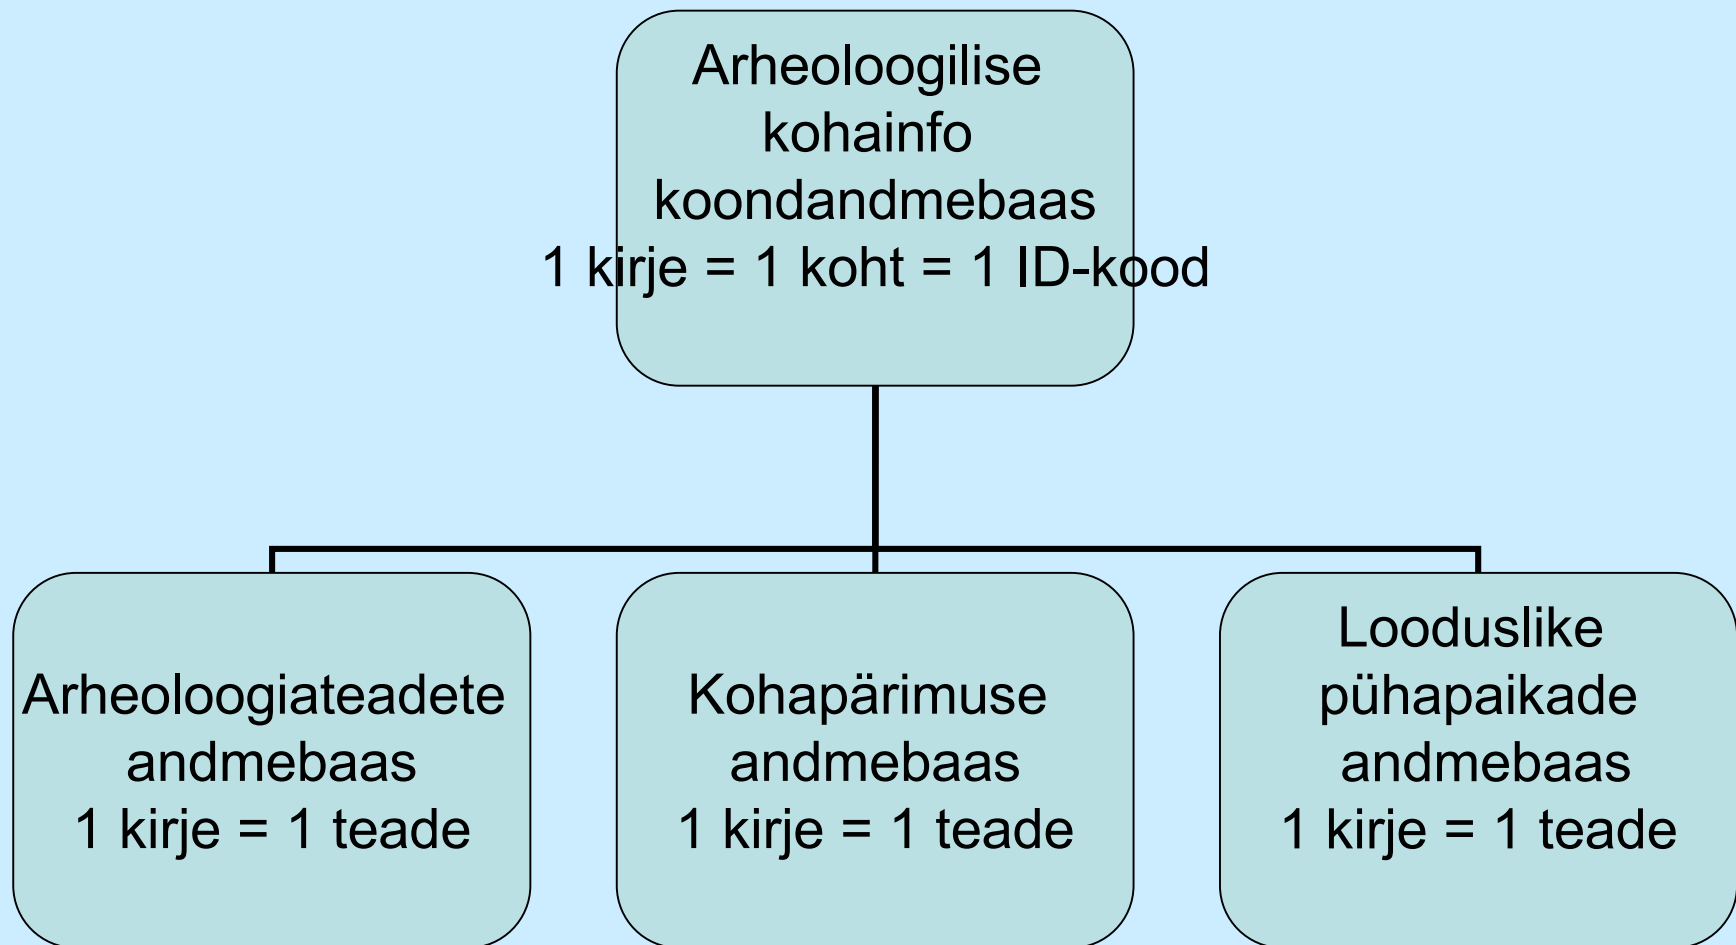 Arheoloogilise
kohainfo
koondandmebaas
1 kirje = 1 koht = 1 ID-kood
Arheoloogiateadete
andmebaas
1 kirje = 1 teade
Kohapärimuse
andmebaas
1 kirje = 1 teade
Looduslike
pühapaikade
andmebaas
1 kirje = 1 teade